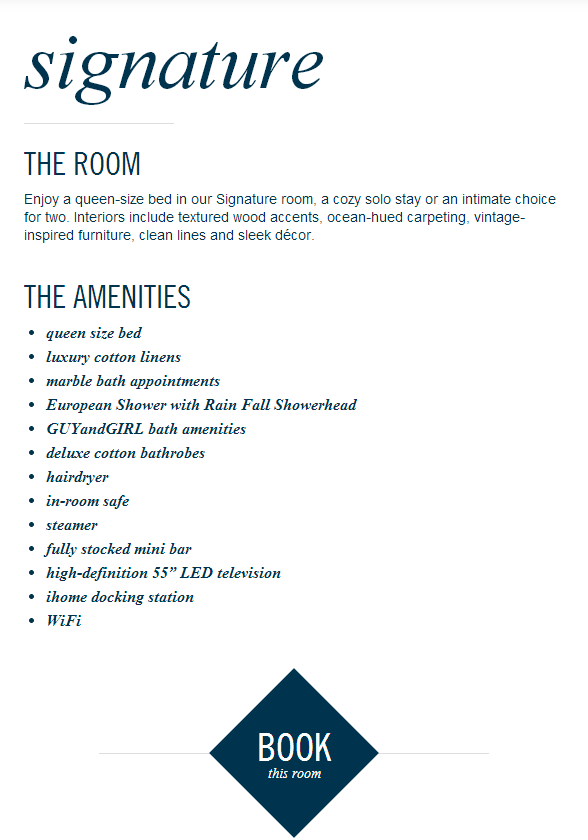 signature
THE ROOM
Enjoy a queen-size bed in our Signature room, a cozy solo stay or an intimate choice
for two. Interiors include textured wood accents, ocean-hued carpeting, vintage-
inspired furniture, clean lines and sleek décor.
THE AMENITIES
• queen size bed
• luxury cotton linens
• marble bath appointments
• European Shower with Rain Fall Showerhead
• GUYandGIRL bath amenities
• deluxe cotton bathrobes
• hairdryer
• in-room safe
• steamer
• fully stocked mini bar
• high-definition 55” LED television
• ihome docking station
• WiFi
BOOK
this room